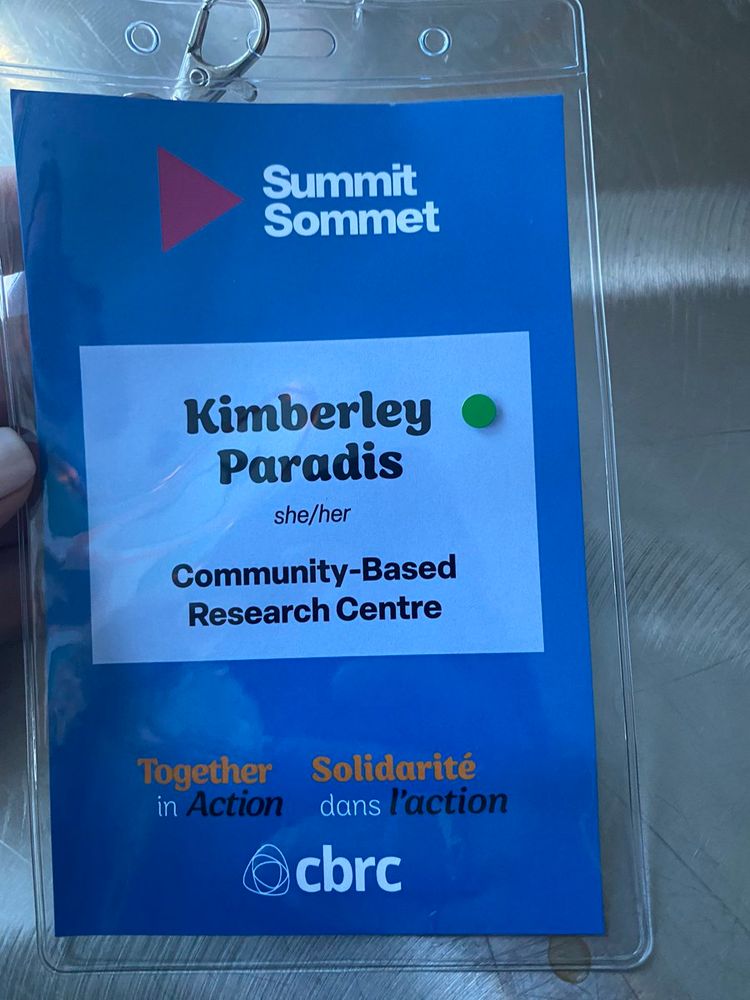 Summit
Sommet
Kimberley
Paradis
she/her
Community-Based
Research Centre
Together Solidarité
in Action dans l'action
cbrc